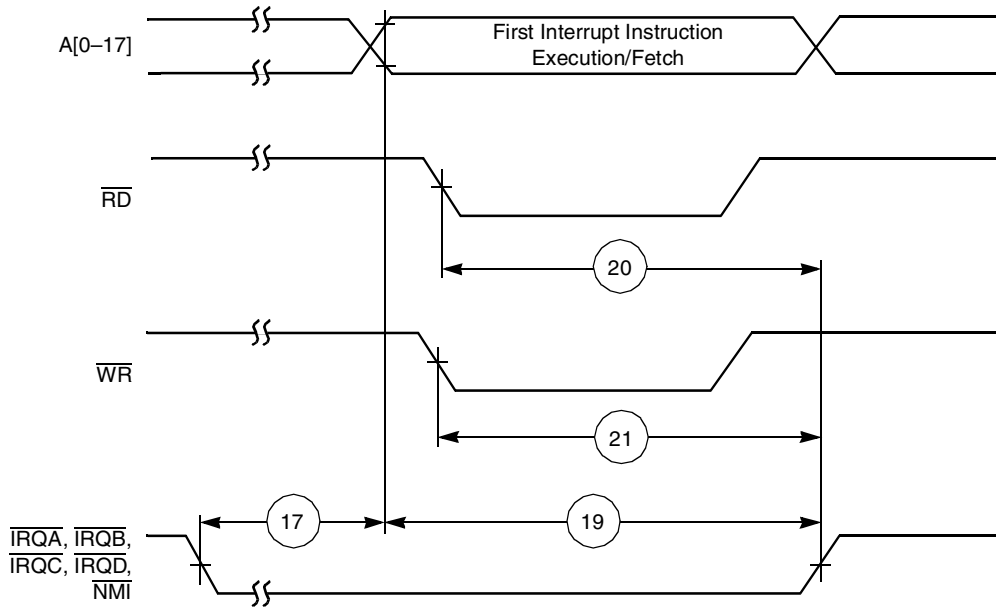 A[0–17]
First Interrupt Instruction
Execution/Fetch
RD
20
WR
21
17
19
IRQA, IRQB,
IRQC, IRQD,
NMI